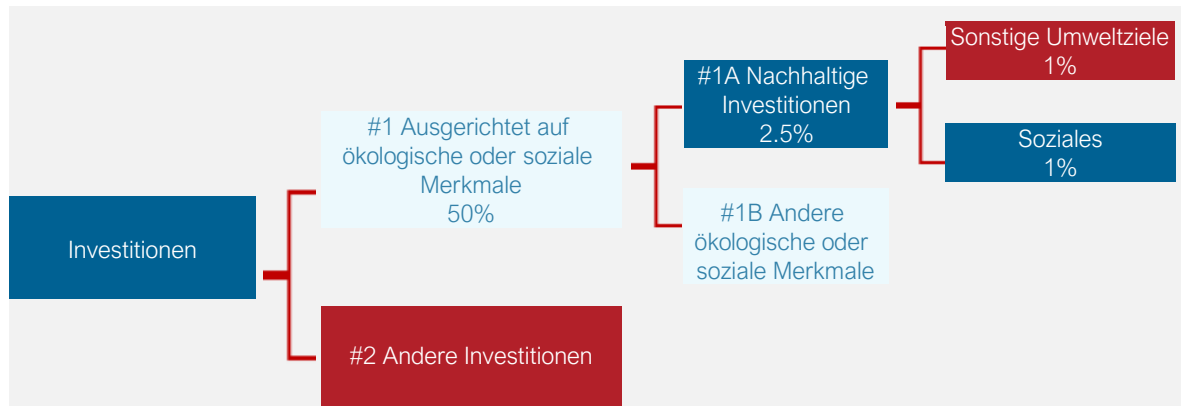 Investitionen
#1 Ausgerichtet auf
ökologische oder soziale
Merkmale
50%
#2 Andere Investitionen
#1A Nachhaltige
Investitionen
2.5%
#1B Andere
ökologische oder
soziale Merkmale
Sonstige Umweltziele
1%
Soziales
1%